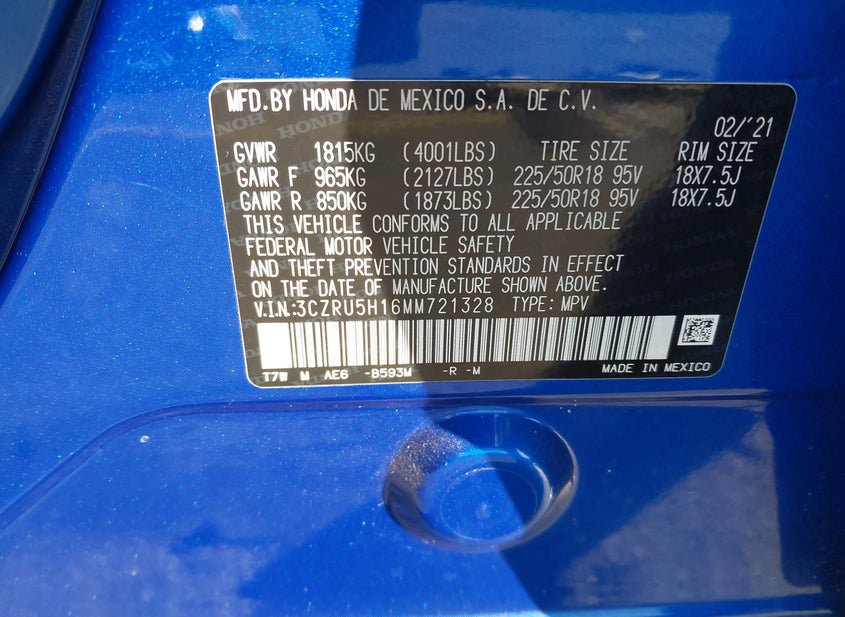 MFD.BY HONDA DE MEXICO S.A. DE C.V.
02/'21
GVWR 1815KG (4001LBS) TIRE SIZE RIM SIZE
GAWR F 965KG (2127LBS) 225/50R18 95V 18X7.5J
GAWR R 850KG (1873LBS) 225/50R18 95V 18X7.5J
THIS VEHICLE CONFORMS TO ALL APPLICABLE
FEDERAL MOTOR VEHICLE SAFETY
AND THEFT PREVENTION STANDARDS IN EFFECT
ON THE DATE OF MANUFACTURE SHOWN ABOVE.
V.I.N.:3CZRU5H16MM721328 TYPE: MPV
T7W M AE6 -B593M -R -M MADE IN MEXICO